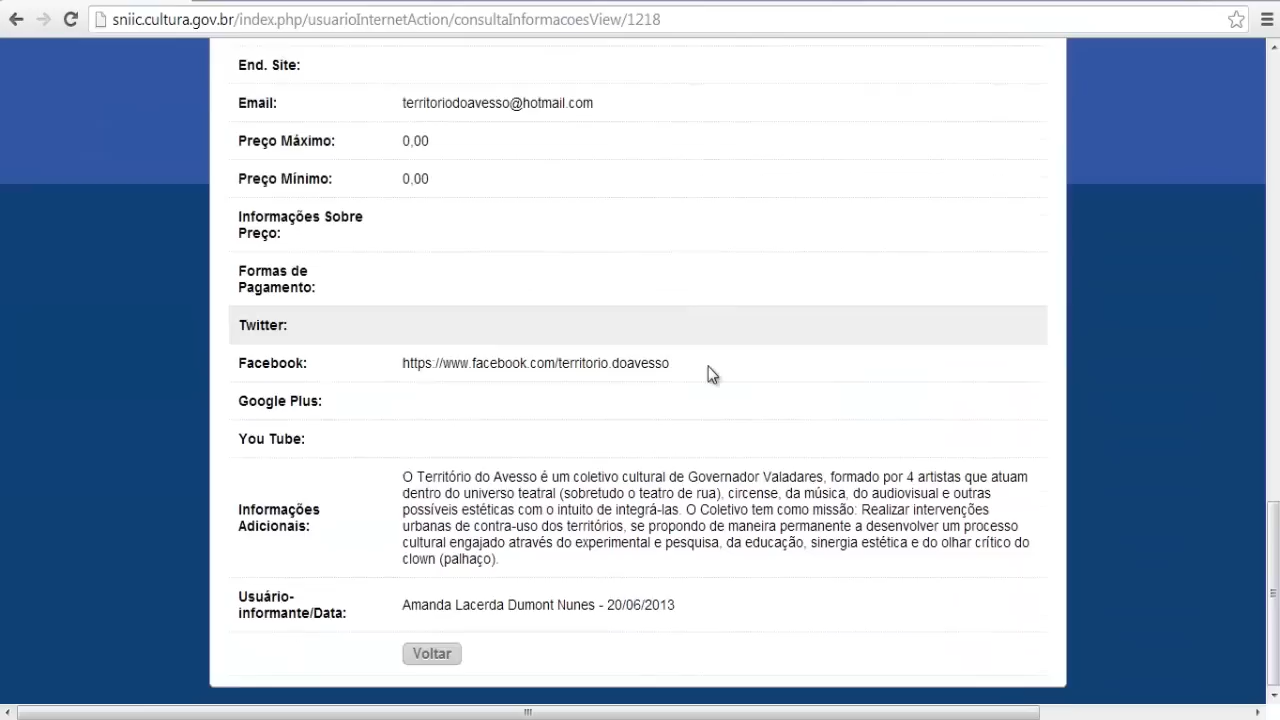 sniic.cultura.gov.br/index.php/usuarioInternetAction/consultaInformacoesView/1218
End. Site:
Email: territoriodoavesso@hotmail.com
Preço Máximo: 0,00
Preço Mínimo: 0,00
Informações Sobre
Preço:
Formas de
Pagamento:
Twitter:
Facebook: https://www.facebook.com/territorio.doavesso
Google Plus:
You Tube:
O Território do Avesso é um coletivo cultural de Governador Valadares, formado por 4 artistas que atuam
dentro do universo teatral (sobretudo o teatro de rua), circense, da música, do audiovisual e outras
Informações
Adicionais:
possíveis estéticas com o intuito de integrá-las. O Coletivo tem como missão: Realizar intervenções
urbanas de contra-uso dos territórios, se propondo de maneira permanente a desenvolver um processo
cultural engajado através do experimental e pesquisa, da educação, sinergia estética e do olhar crítico do
clown (palhaço).
Usuário-
informante/Data:
Amanda Lacerda Dumont Nunes - 20/06/2013
Voltar